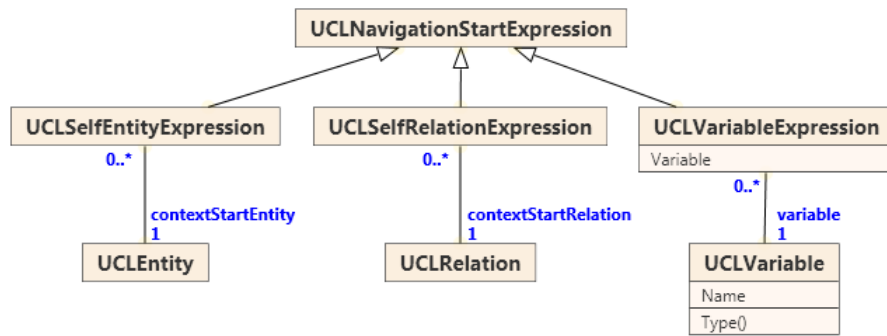 UCLNavigationStartExpression
UCLSelfEntityExpression
UCLSelfRelationExpression
UCLVariableExpression
Variable
0..*
0..*
0..*
contextStartEntity
1
contextStartRelation
1
variable
1
UCLEntity
UCLRelation
UCLVariable
Name
Type()